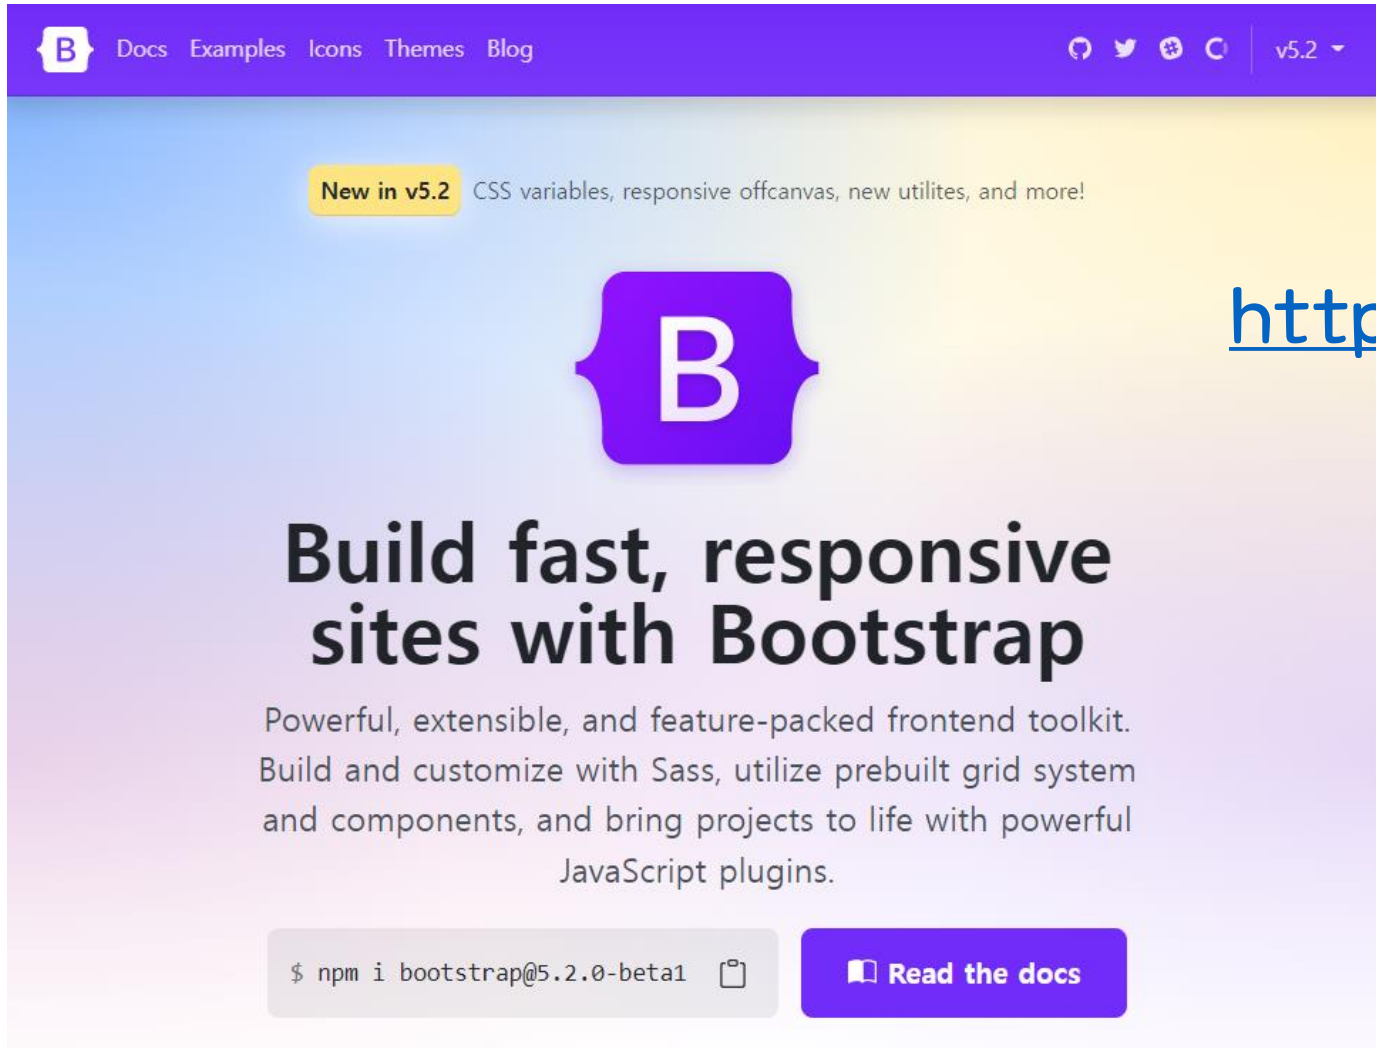 B Docs Examples Icons Themes Blog v5.2
New in v5.2 CSS variables, responsive offcanvas, new utilites, and more!
http
B
Build fast, responsive
sites with Bootstrap
Powerful, extensible, and feature-packed frontend toolkit.
Build and customize with Sass, utilize prebuilt grid system
and components, and bring projects to life with powerful
JavaScript plugins.
$ npm i bootstrap@5.2.0-beta1 Read the docs